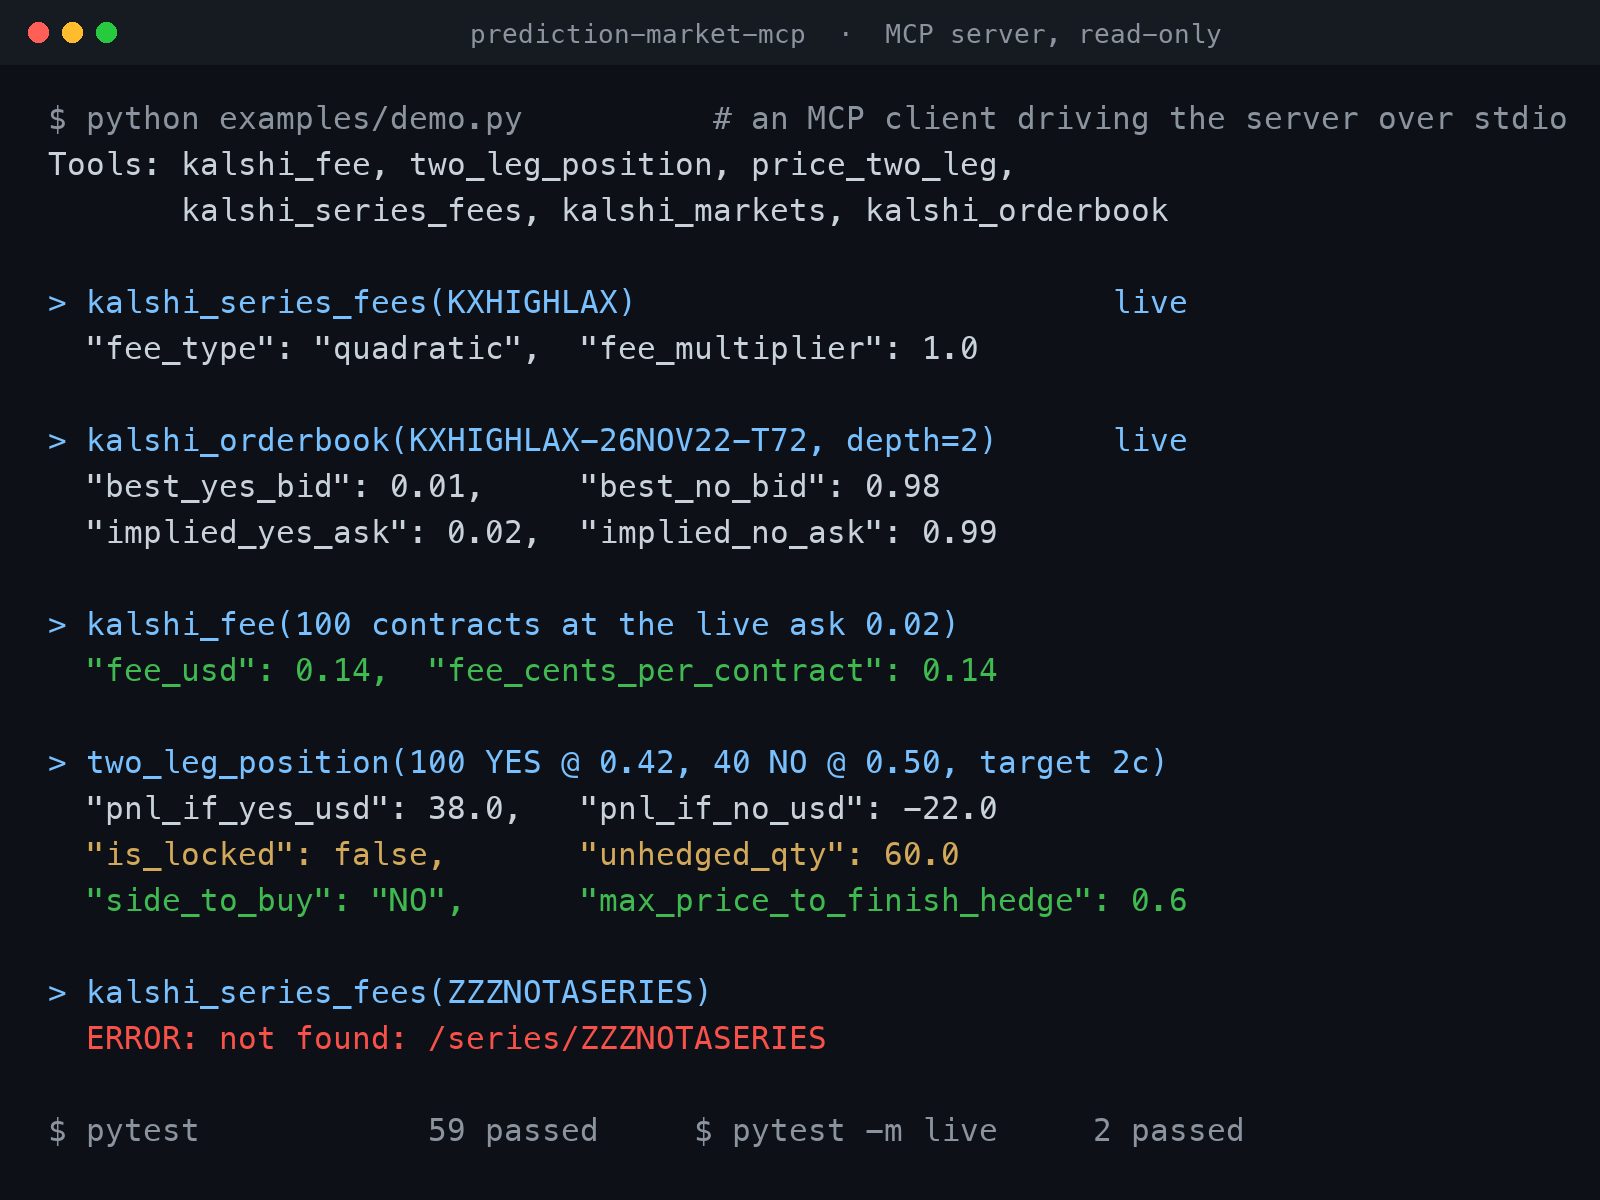 prediction-market-mcp · MCP server, read-only
$ python examples/demo.py # an MCP client driving the server over stdio
Tools: kalshi_fee, two_leg_position, price_two_leg,
kalshi_series_fees, kalshi_markets, kalshi_orderbook
> kalshi_series_fees(KXHIGHLAX) live
"fee_type": "quadratic", "fee_multiplier": 1.0
> kalshi_orderbook(KXHIGHLAX-26NOV22-T72, depth=2) live
"best_yes_bid": 0.01, "best_no_bid": 0.98
"implied_yes_ask": 0.02, "implied_no_ask": 0.99
> kalshi_fee(100 contracts at the live ask 0.02)
"fee_usd": 0.14, "fee_cents_per_contract": 0.14
> two_leg_position(100 YES @ 0.42, 40 NO @ 0.50, target 2c)
"pnl_if_yes_usd": 38.0, "pnl_if_no_usd": -22.0
"is_locked": false, "unhedged_qty": 60.0
"side_to_buy": "NO", "max_price_to_finish_hedge": 0.6
> kalshi_series_fees(ZZZNOTASERIES)
ERROR: not found: /series/ZZZNOTASERIES
$ pytest 59 passed $ pytest -m live 2 passed